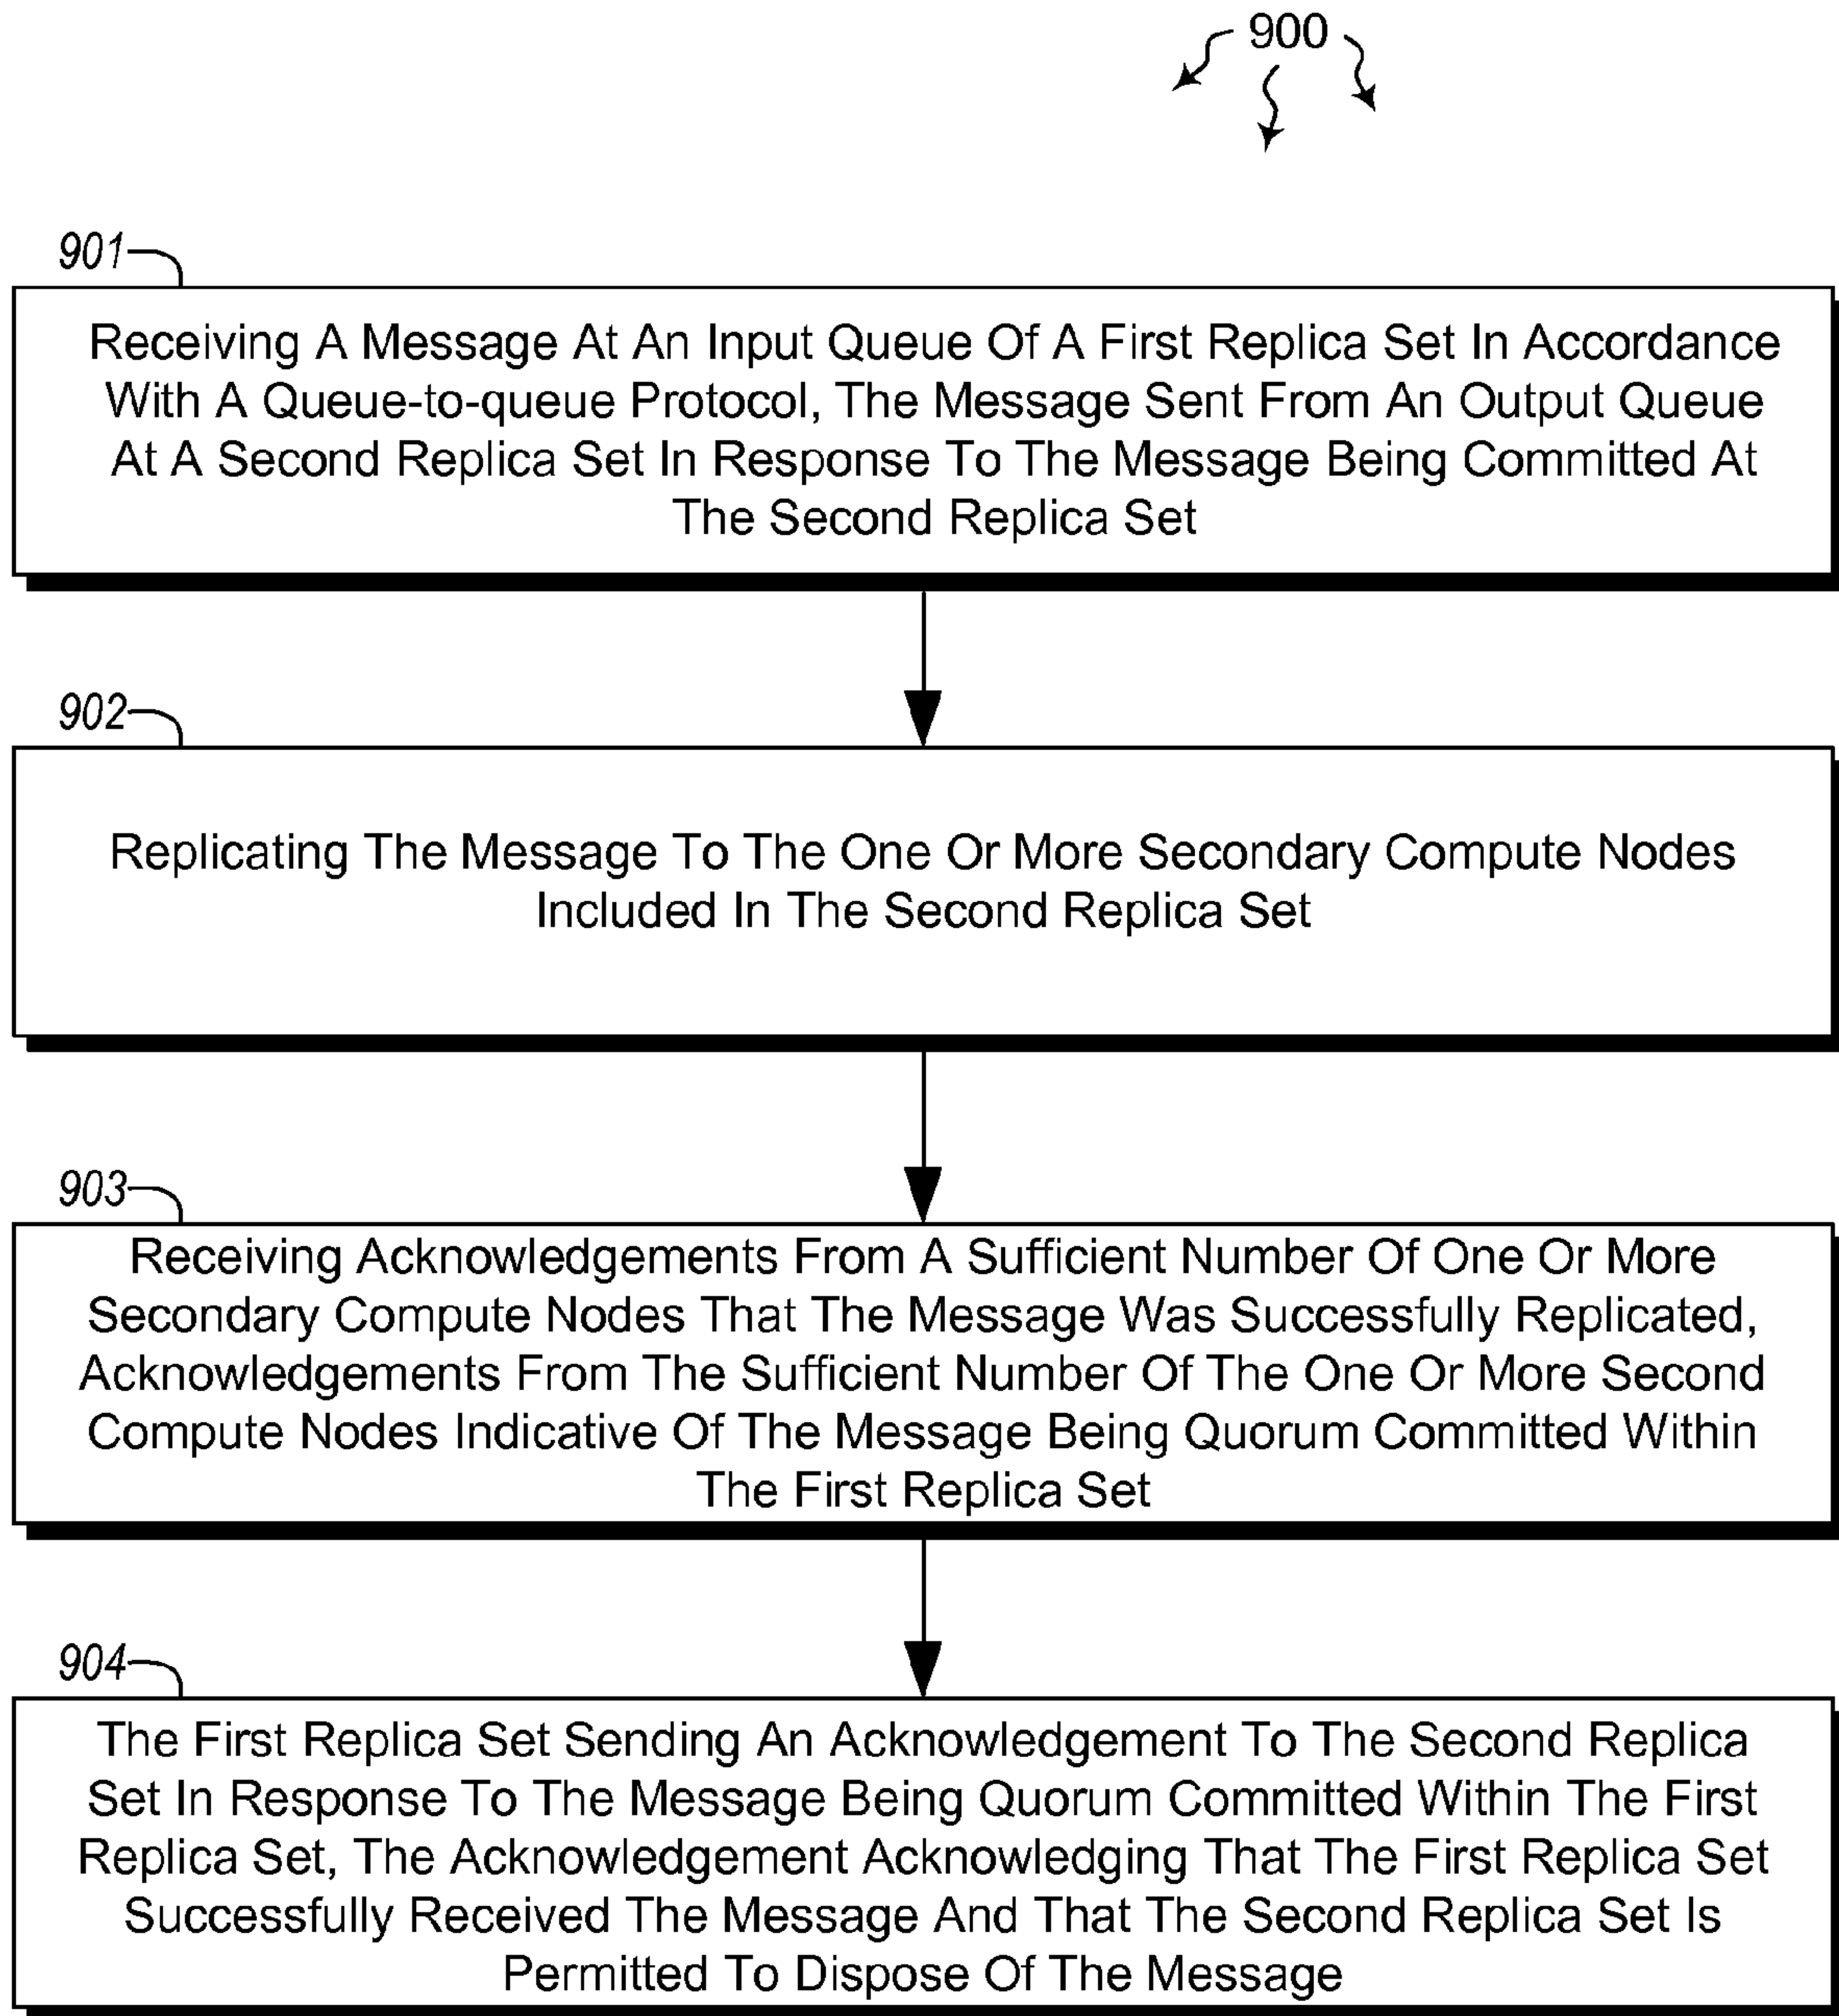 900
901
Receiving A Message At An Input Queue Of A First Replica Set In Accordance
With A Queue-to-queue Protocol, The Message Sent From An Output Queue
At A Second Replica Set In Response To The Message Being Committed At
The Second Replica Set
902
Replicating The Message To The One Or More Secondary Compute Nodes
Included In The Second Replica Set
903
Receiving Acknowledgements From A Sufficient Number Of One Or More
Secondary Compute Nodes That The Message Was Successfully Replicated,
Acknowledgements From The Sufficient Number Of The One Or More Second
Compute Nodes Indicative Of The Message Being Quorum Committed Within
The First Replica Set
904
The First Replica Set Sending An Acknowledgement To The Second Replica
Set In Response To The Message Being Quorum Committed Within The First
Replica Set, The Acknowledgement Acknowledging That The First Replica Set
Successfully Received The Message And That The Second Replica Set Is
Permitted To Dispose Of The Message